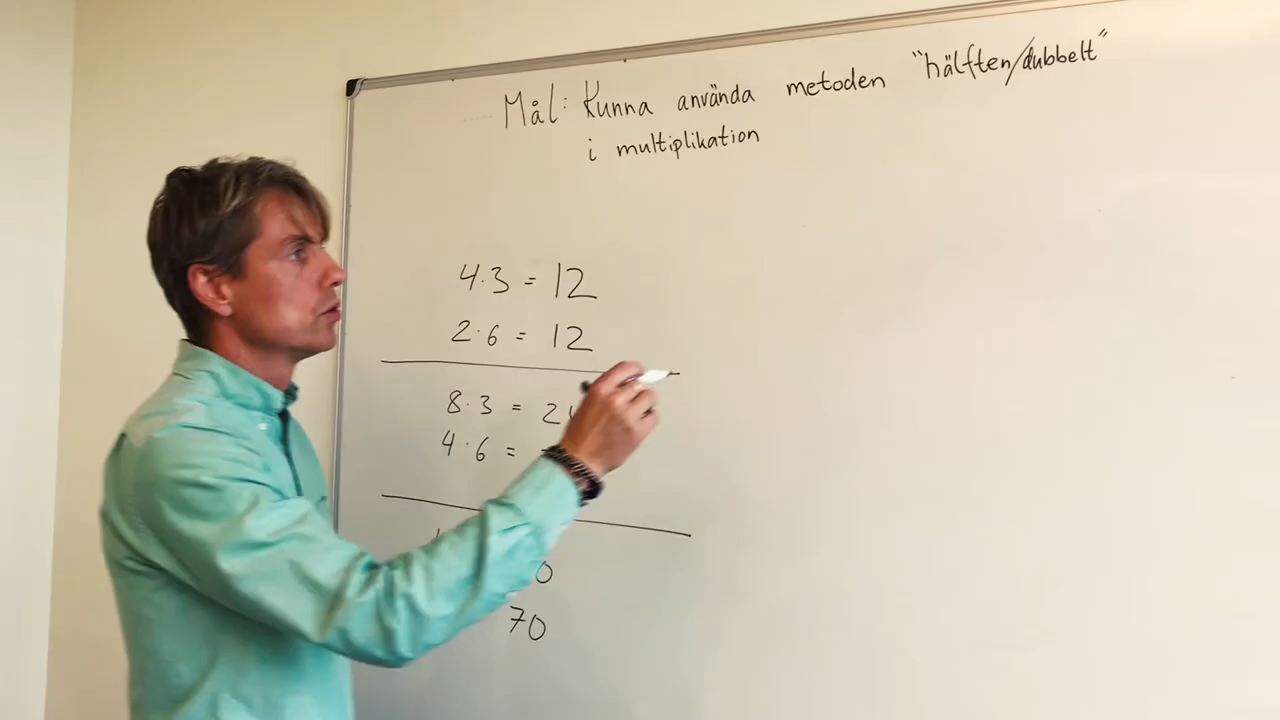 Mål: Kunna använda metoden "hälften/dubbelt"
i multiplikation
4·3 = 12
2·6 = 12
8·3 = 2
4·6 =
0
70